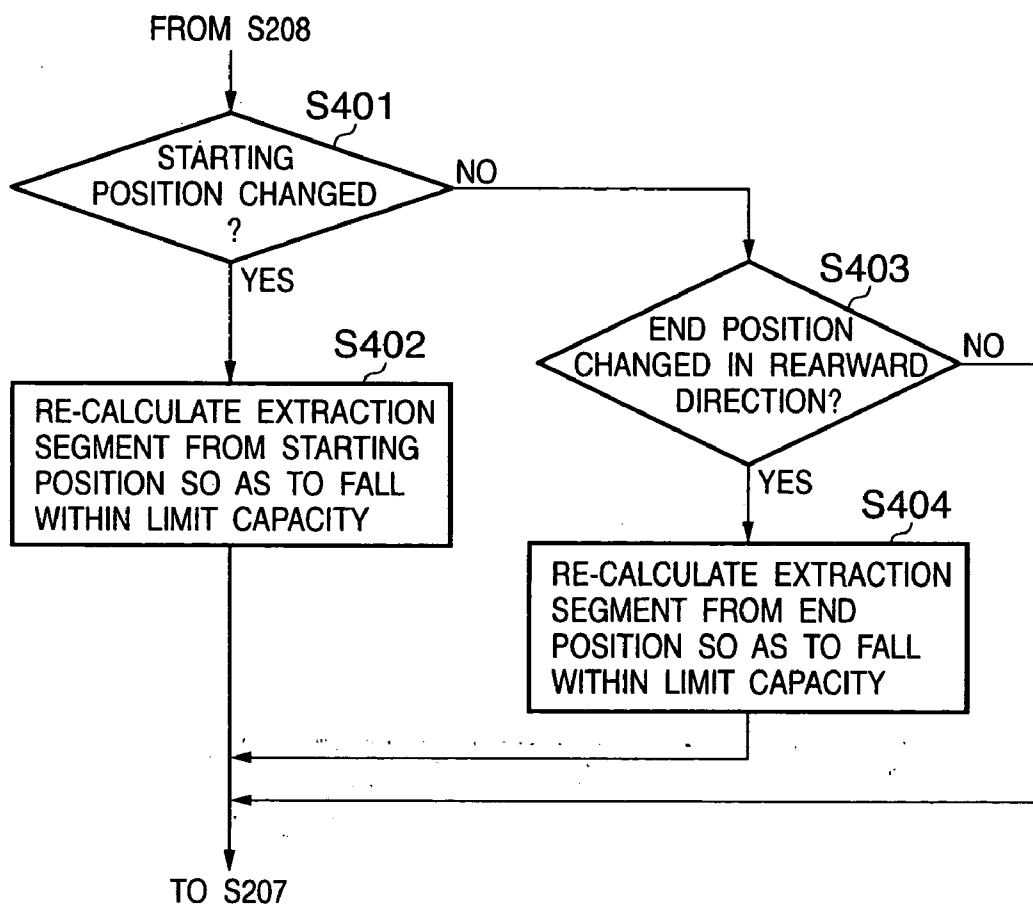 FROM S208
S401
STARTING
POSITION CHANGED
?
NO
YES
S402
RE-CALCULATE EXTRACTION
SEGMENT FROM STARTING
POSITION SO AS TO FALL
WITHIN LIMIT CAPACITY
S403
END POSITION
CHANGED IN REARWARD
DIRECTION?
NO
YES
S404
RE-CALCULATE EXTRACTION
SEGMENT FROM END
POSITION SO AS TO FALL
WITHIN LIMIT CAPACITY
TO S207